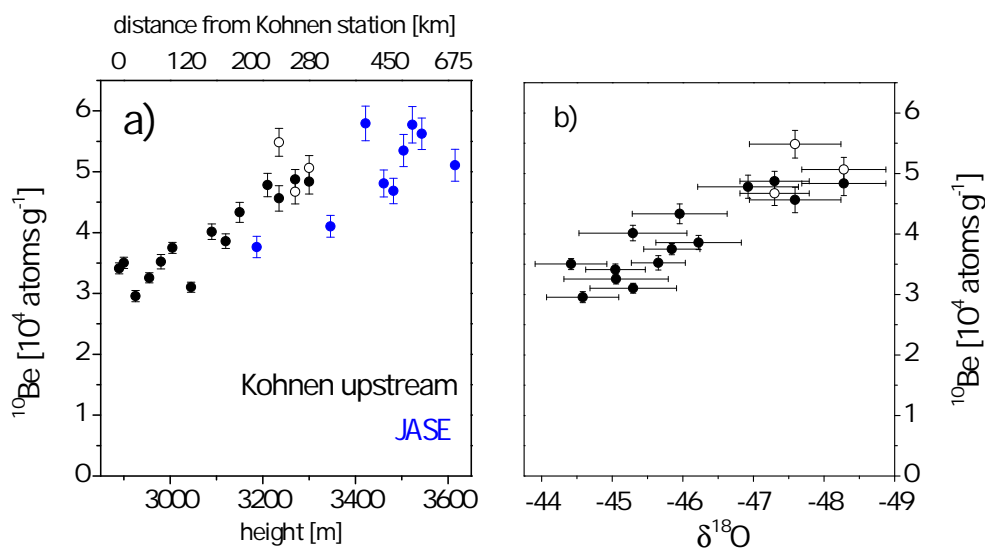 distance from Kohnen station [km]
0 120 200 280 450 675
a)
6
5
4
3
2
1
0
¹⁰Be [10⁴ atoms g⁻¹]
Kohnen upstream
JASE
3000 3200 3400 3600
height [m]
b)
6
5
4
3
2
1
0
¹⁰Be [10⁴ atoms g⁻¹]
-44 -45 -46 -47 -48 -49
δ¹⁸O